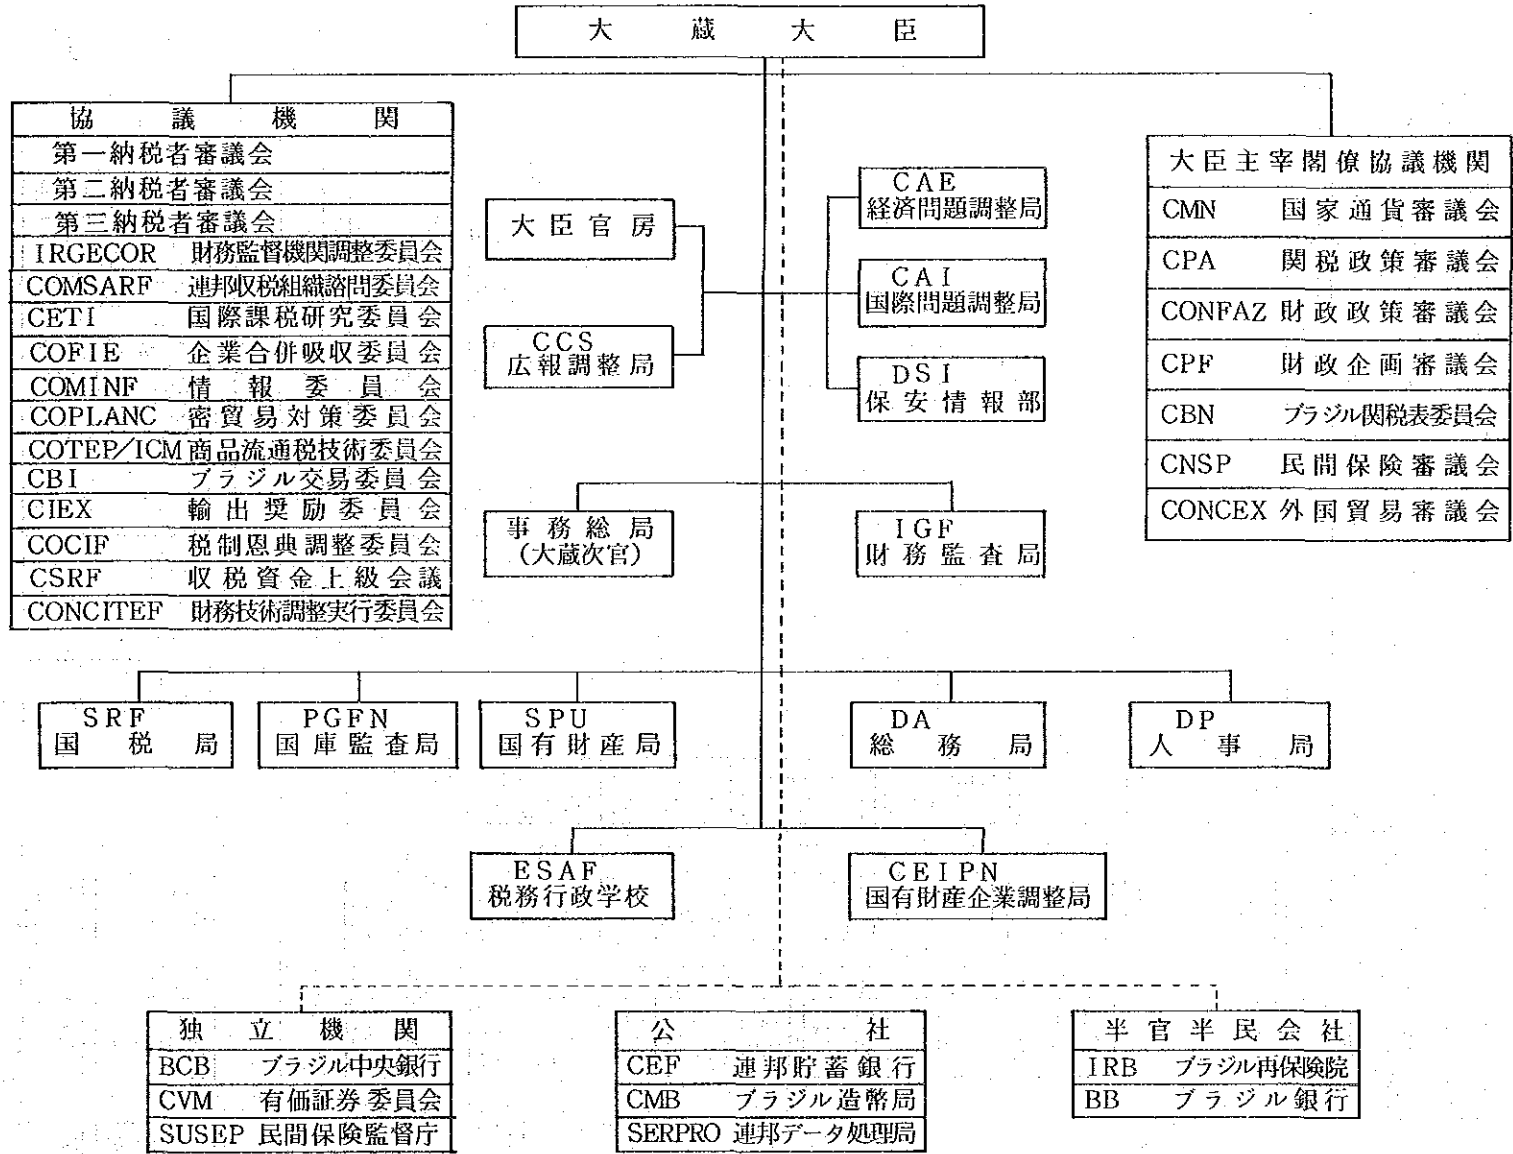 大蔵大臣
協議機関
第一納税者審議会
第二納税者審議会
第三納税者審議会
IRGECOR 財務監督機関調整委員会
COMSARF 連邦収税組織諮問委員会
CETI 国際課税研究委員会
COFIE 企業合併吸収委員会
COMINF 情報委員会
COPLANC 密貿易対策委員会
COTEP/ICM 商品流通税技術委員会
CBI ブラジル交易委員会
CIEX 輸出奨励委員会
COCIF 税制恩典調整委員会
CSRF 収税資金上級会議
CONCITEF 財務技術調整実行委員会
大臣官房
CCS
広報調整局
CAE
経済問題調整局
CAI
国際問題調整局
DSI
保安情報部
大臣主宰閣僚協議機関
CMN 国家通貨審議会
CPA 関税政策審議会
CONFAZ 財政政策審議会
CPF 財政企画審議会
CBN ブラジル関税表委員会
CNSP 民間保険審議会
CONCEX 外国貿易審議会
事務総局
(大蔵次官)
IGF
財務監査局
SRF
国税局
PGFN
国庫監査局
SPU
国有財産局
DA
総務局
DP
人事局
ESAF
税務行政学校
CEIPN
国有財産企業調整局
独立機関
BCB ブラジル中央銀行
CVM 有価証券委員会
SUSEP 民間保険監督庁
公社
CEF 連邦貯蓄銀行
CMB ブラジル造幣局
SERPRO 連邦データ処理局
半官半民会社
IRB ブラジル再保険院
BB ブラジル銀行